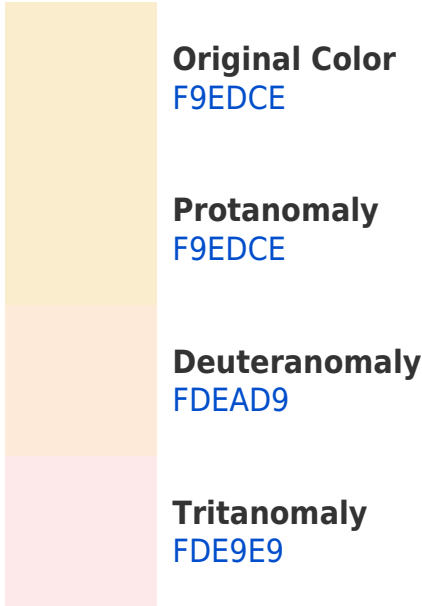 Original Color
F9EDCE
Protanomaly
F9EDCE
Deuteranomaly
FDEAD9
Tritanomaly
FDE9E9